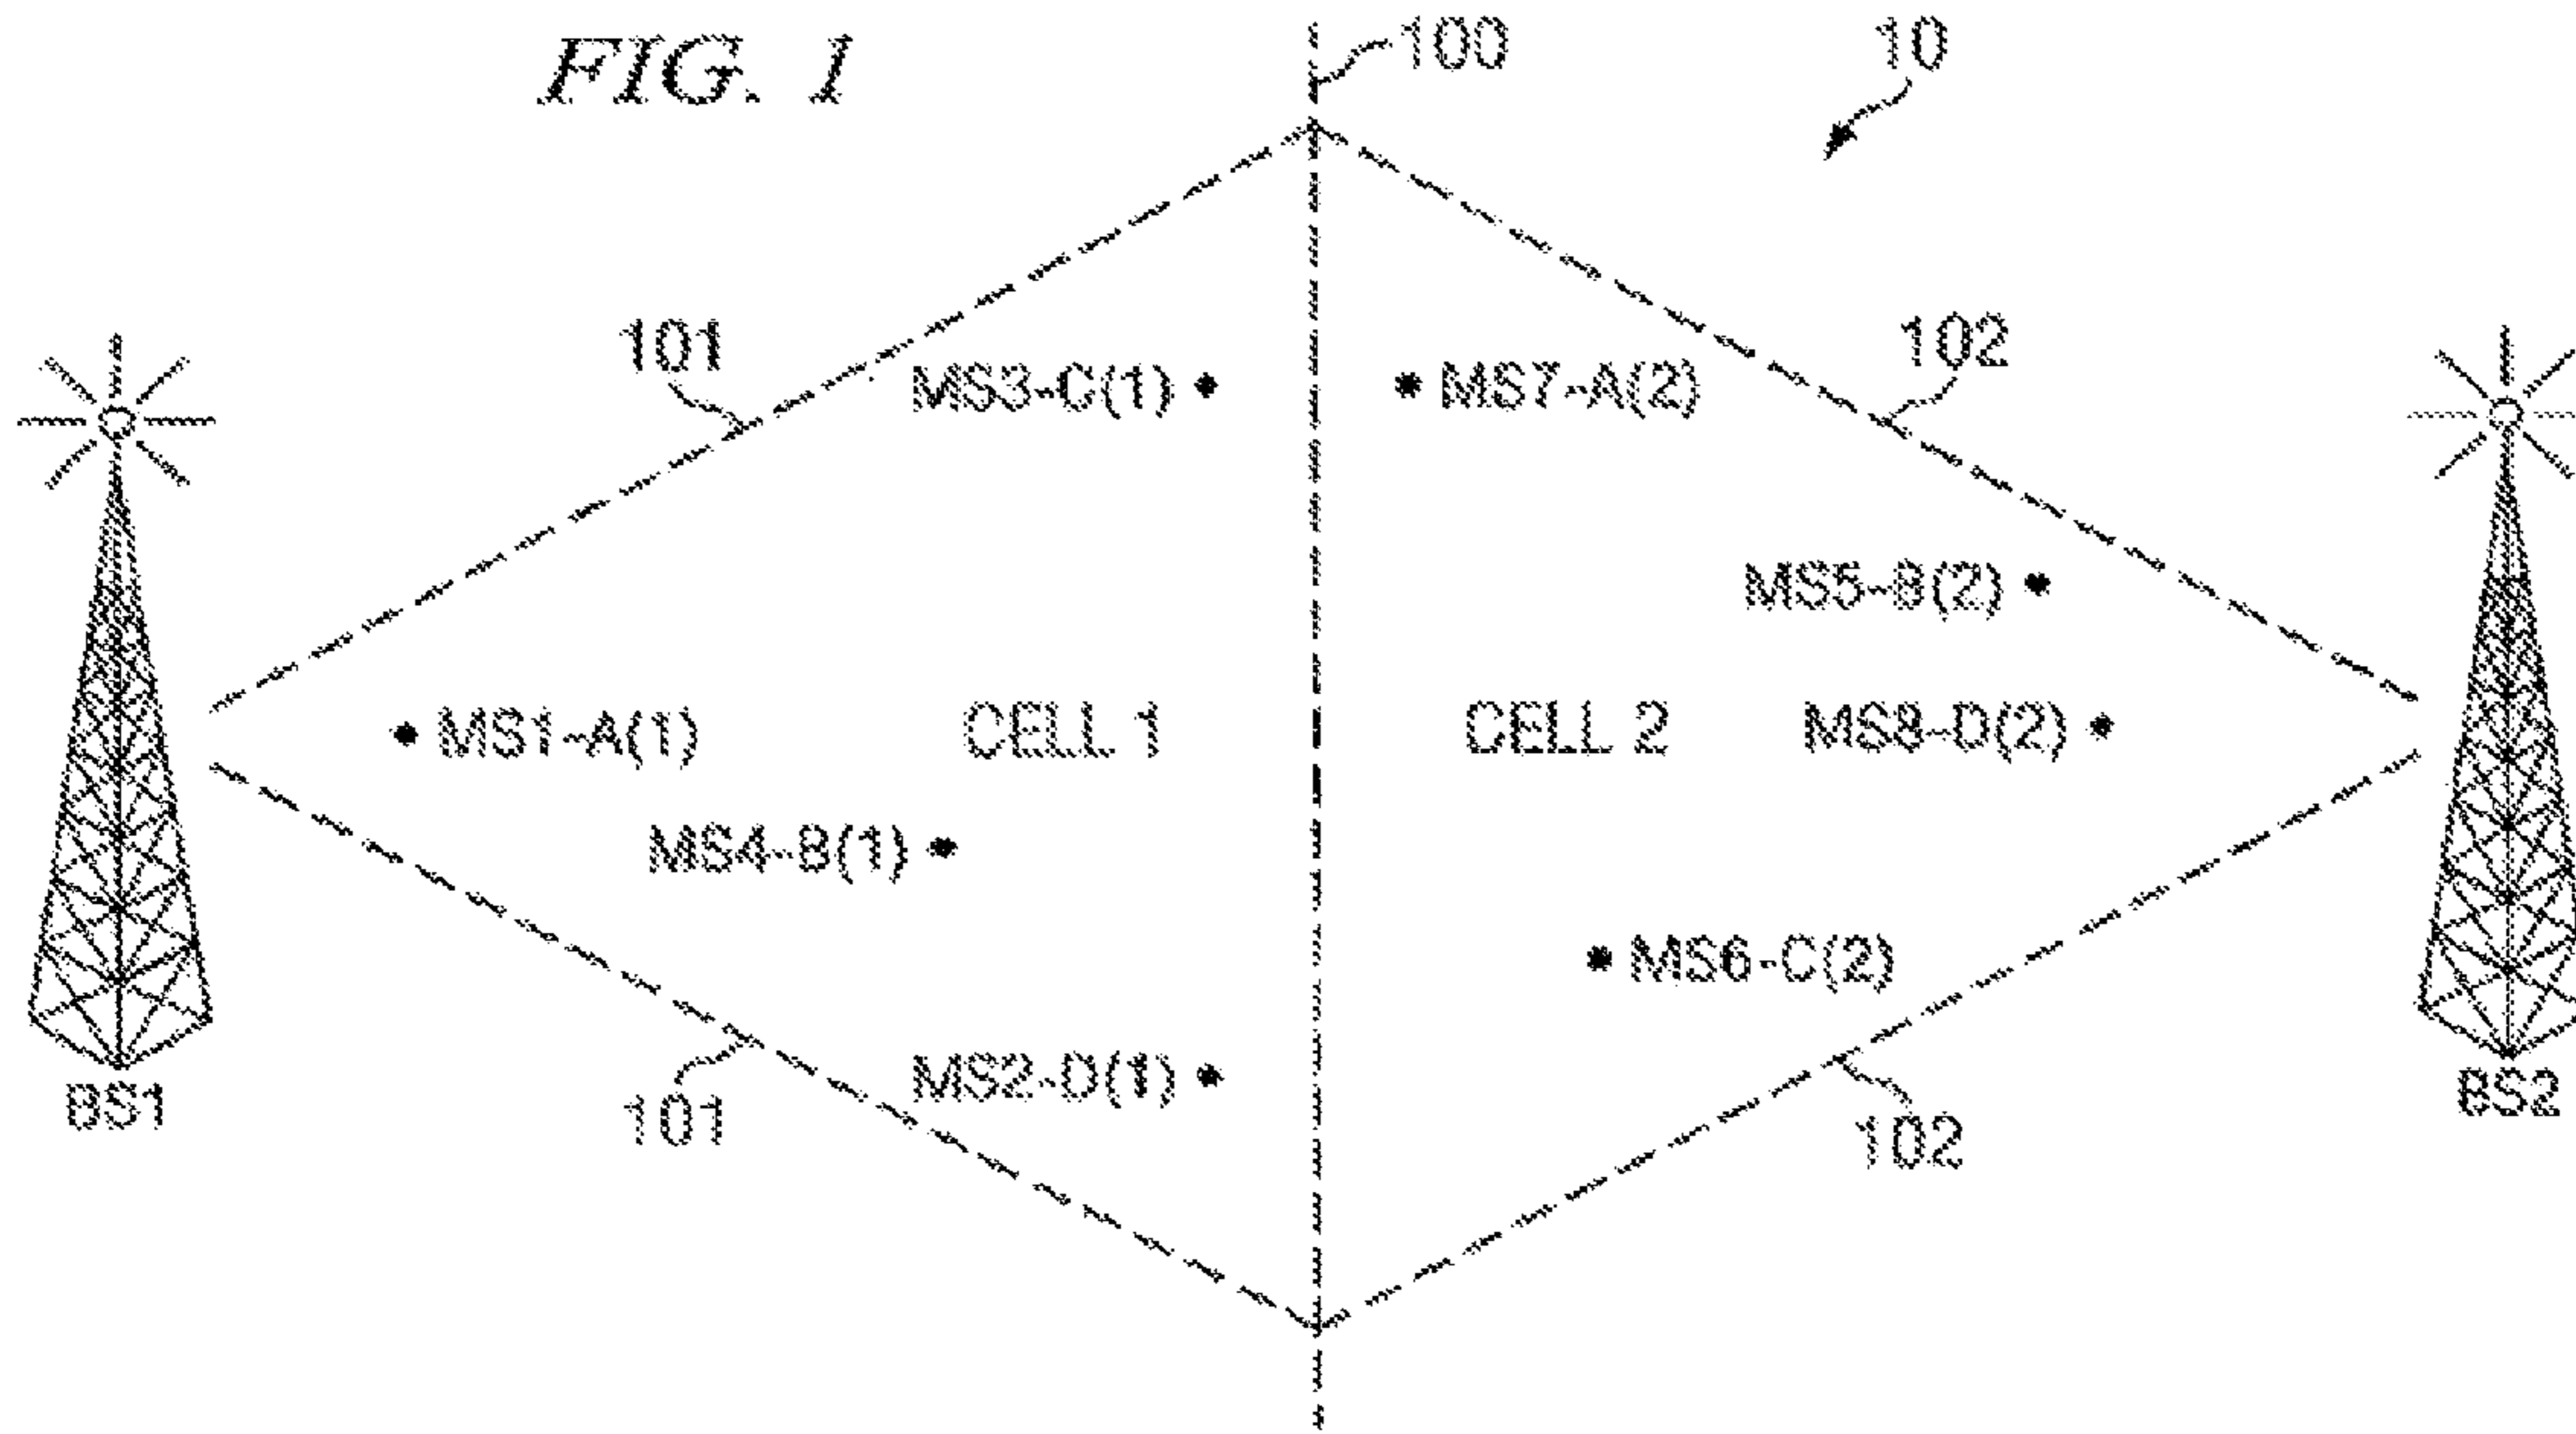 FIG. 1
100
10
101
102
MS3-C(1)
MS7-A(2)
MS5-B(2)
MS1-A(1)
CELL 1
CELL 2
MS8-D(2)
MS4-B(1)
MS6-C(2)
MS2-D(1)
BS1
101
102
BS2